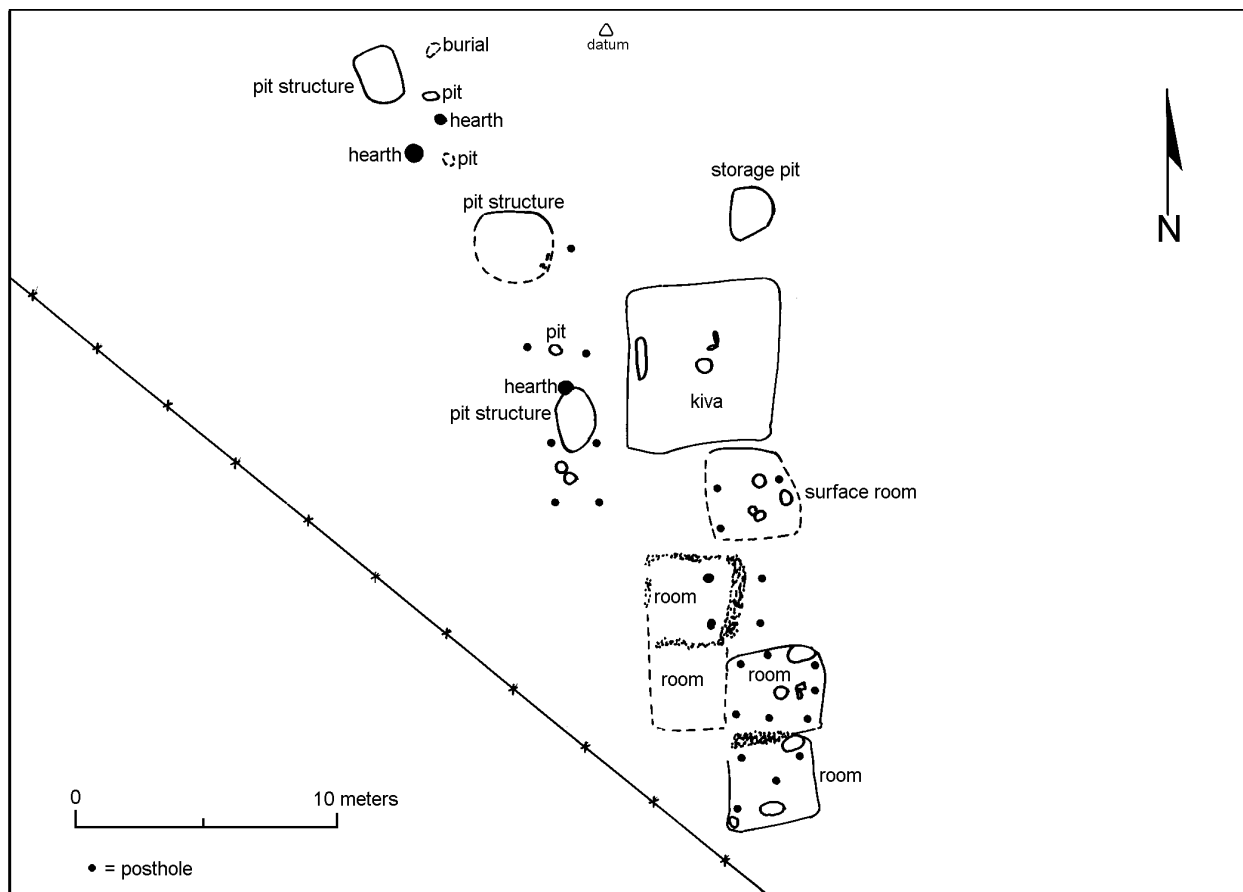 datum
burial
pit structure
pit
hearth
hearth
pit
storage pit
pit structure
N
pit
hearth
kiva
pit structure
surface room
room
room
room
room
0
10 meters
= posthole